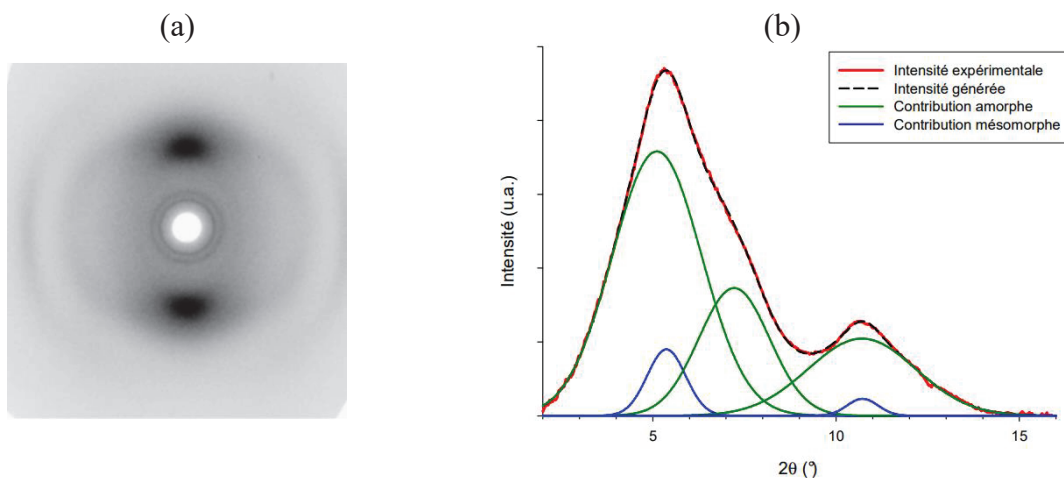 (a)
(b)
Intensité expérimentale
Intensité générée
Contribution amorphe
Contribution mésomorphe
Intensité (u.a.)
5
10
15
2θ (°)